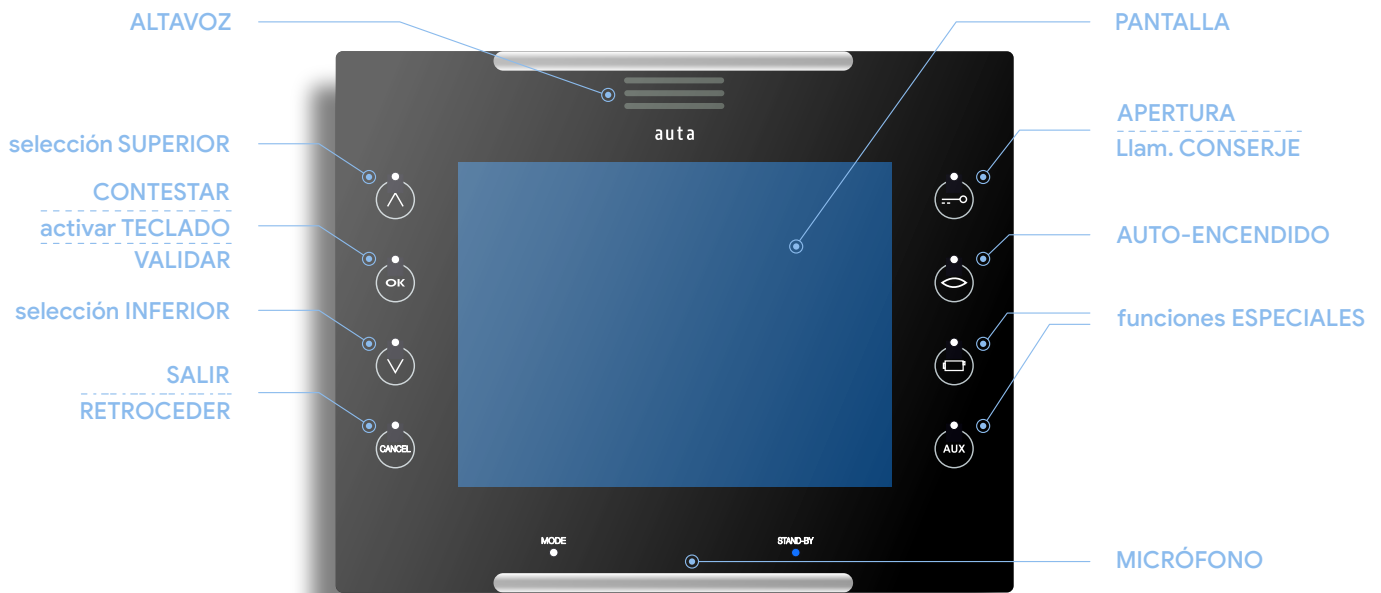 ALTAVOZ
PANTALLA
APERTURA
Llam. CONSERJE
auta
selección SUPERIOR
CONTESTAR
activar TECLADO
VALIDAR
AUTO-ENCENDIDO
OK
selección INFERIOR
funciones ESPECIALES
SALIR
RETROCEDER
CANCEL
AUX
MODE
STAND-BY
MICRÓFONO